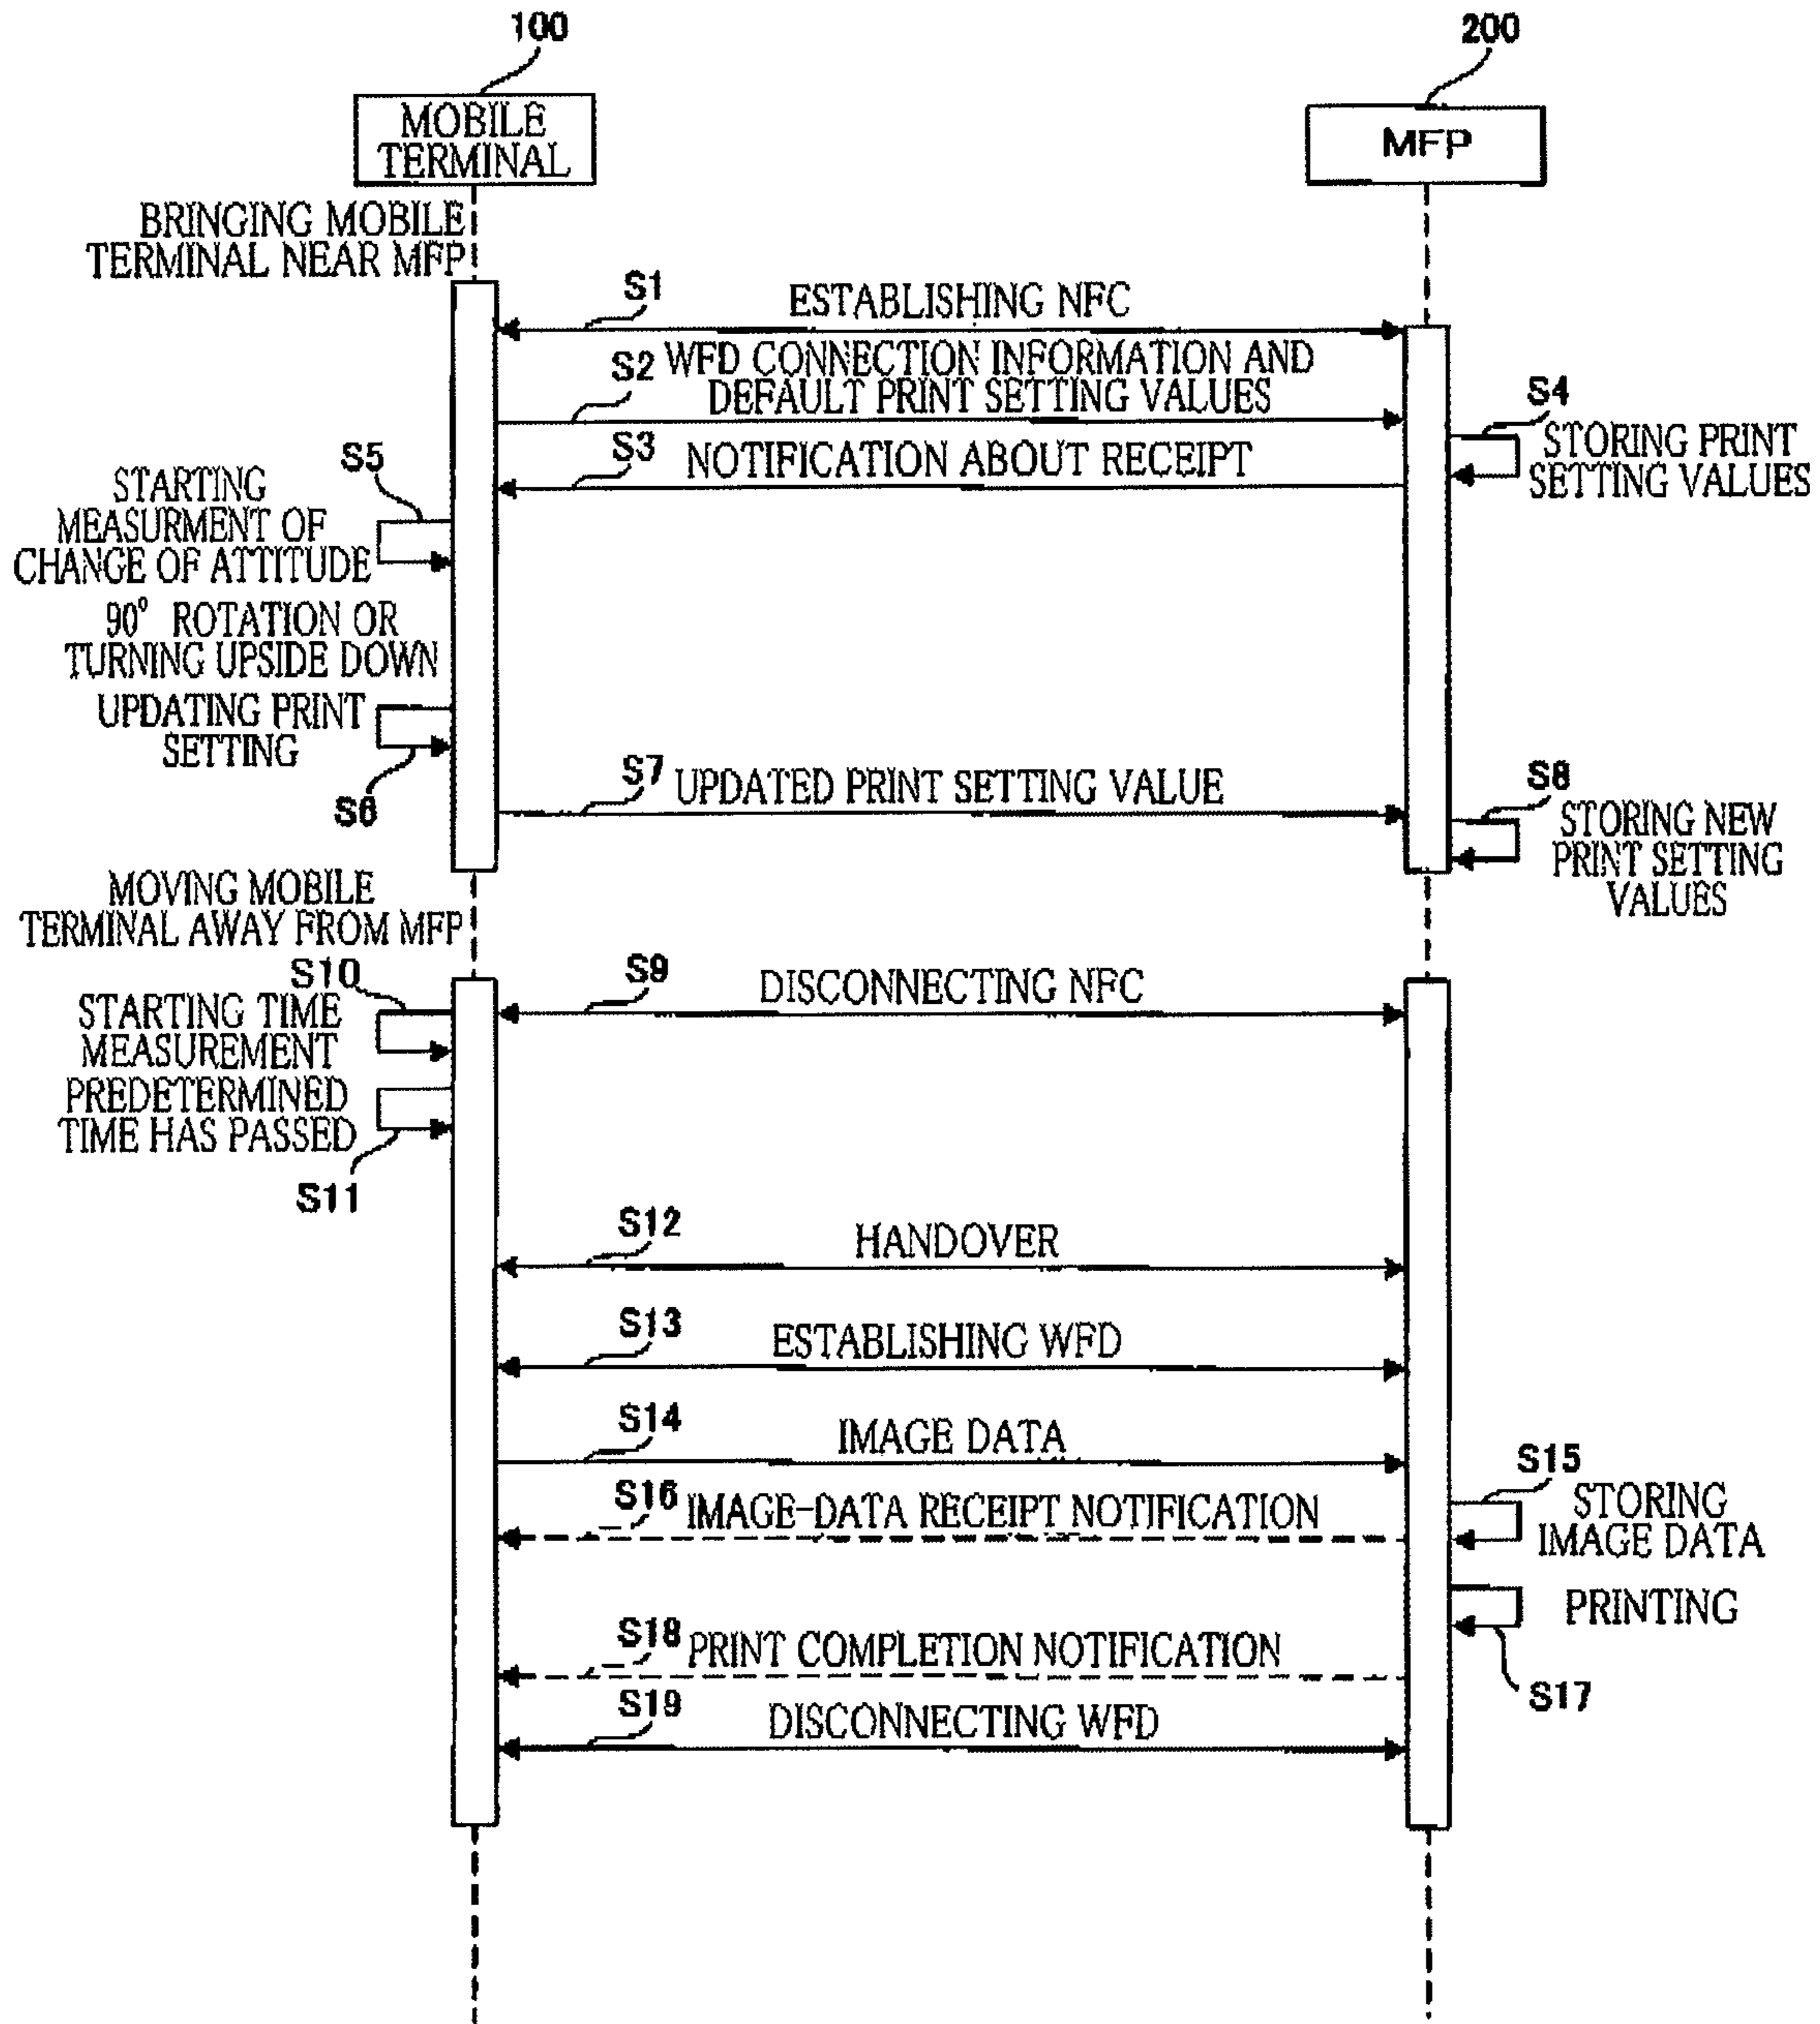 100
200
MOBILE
TERMINAL
MFP
BRINGING MOBILE
TERMINAL NEAR MFP
S1
ESTABLISHING NFC
S2
WFD CONNECTION INFORMATION AND
DEFAULT PRINT SETTING VALUES
S4
STORING PRINT
SETTING VALUES
S3
NOTIFICATION ABOUT RECEIPT
S5
STARTING
MEASURMENT OF
CHANGE OF ATTITUDE
90° ROTATION OR
TURNING UPSIDE DOWN
UPDATING PRINT
SETTING
S6
S7
UPDATED PRINT SETTING VALUE
S8
STORING NEW
PRINT SETTING
VALUES
MOVING MOBILE
TERMINAL AWAY FROM MFP
S9
DISCONNECTING NFC
S10
STARTING TIME
MEASUREMENT
PREDETERMINED
TIME HAS PASSED
S11
S12
HANDOVER
S13
ESTABLISHING WFD
S14
IMAGE DATA
S15
STORING
IMAGE DATA
S16
IMAGE-DATA RECEIPT NOTIFICATION
PRINTING
S17
S18
PRINT COMPLETION NOTIFICATION
S19
DISCONNECTING WFD